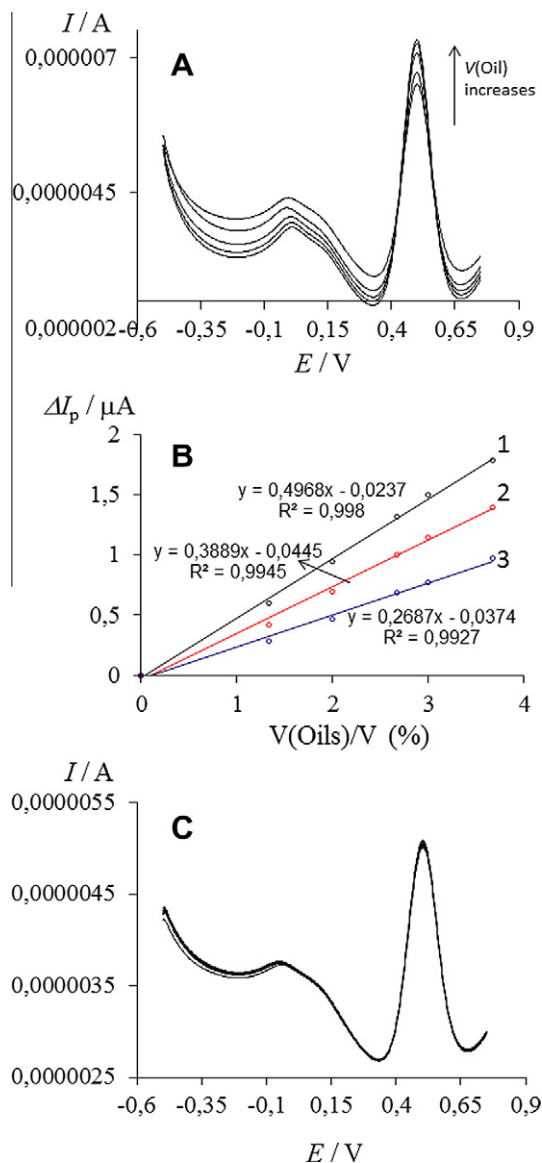 I / A
0,000007
A
V(Oil)
increases
0,0000045
0,000002
-0,6 -0,35 -0,1 0,15 0,4 0,65 0,9
E / V
ΔIp / μA
2
B
1
y = 0,4968x - 0,0237
R² = 0,998
1,5
2
y = 0,3889x - 0,0445
R² = 0,9945
1
3
0,5
y = 0,2687x - 0,0374
R² = 0,9927
0
0 1 2 3 4
V(Oils)/V (%)
I / A
0,0000055
C
0,0000045
0,0000035
0,0000025
-0,6 -0,35 -0,1 0,15 0,4 0,65 0,9
E / V